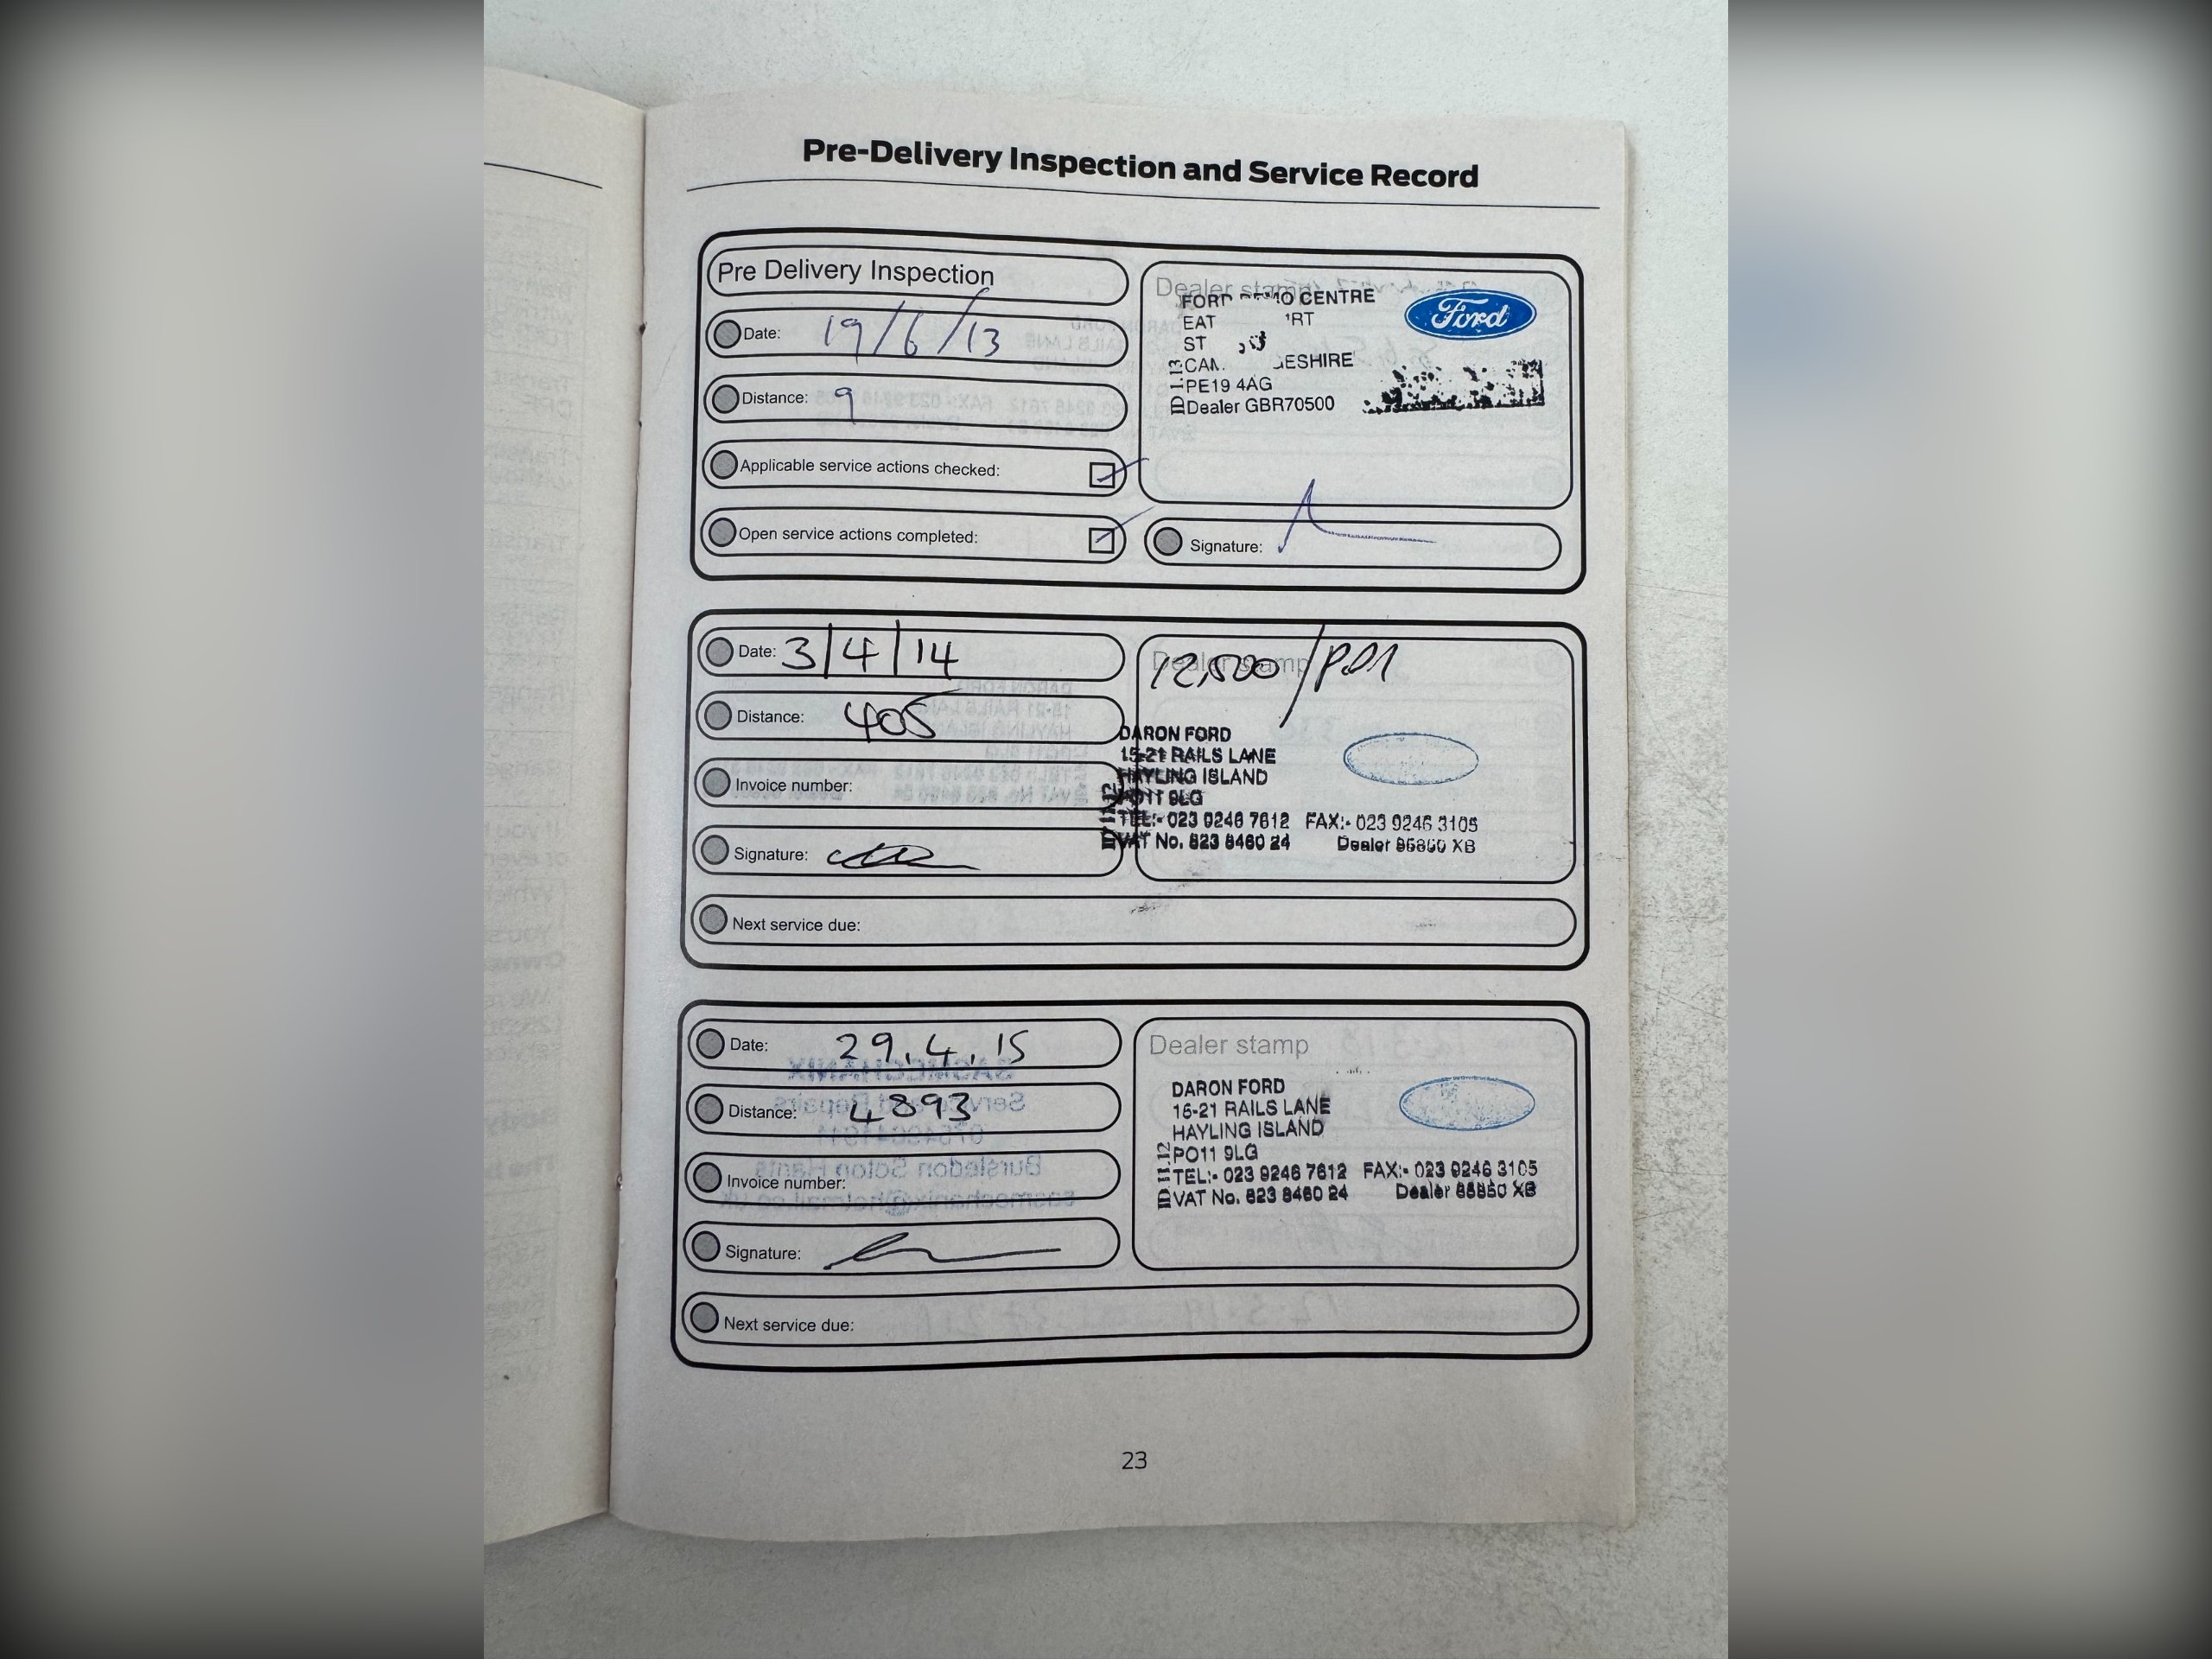 Pre-Delivery Inspection and Service Record
Pre Delivery Inspection
Date: 19/6/13
Distance: 9
Applicable service actions checked:
Open service actions completed:
Dealer stamp
CENTRE
Ford
PE19 4AG
Dealer GBR70500
Signature:
Date: 3/4/14
Distance: 405
Invoice number:
Signature:
Next service due:
Dealer stamp
12,500/
DARON FORD
15-21 RAILS LANE
HAYLING ISLAND
PO11 9LG
TEL:- 023 9246 7612 FAX:- 023 9246 3105
VAT No. 823 8460 24 Dealer XB
Date: 29.4.15
Distance: 4893
Invoice number:
Signature:
Next service due:
Dealer stamp
DARON FORD
15-21 RAILS LANE
HAYLING ISLAND
PO11 9LG
TEL:- 023 9246 7612 FAX:- 023 9246 3105
VAT No. 823 8460 24 Dealer XB
23